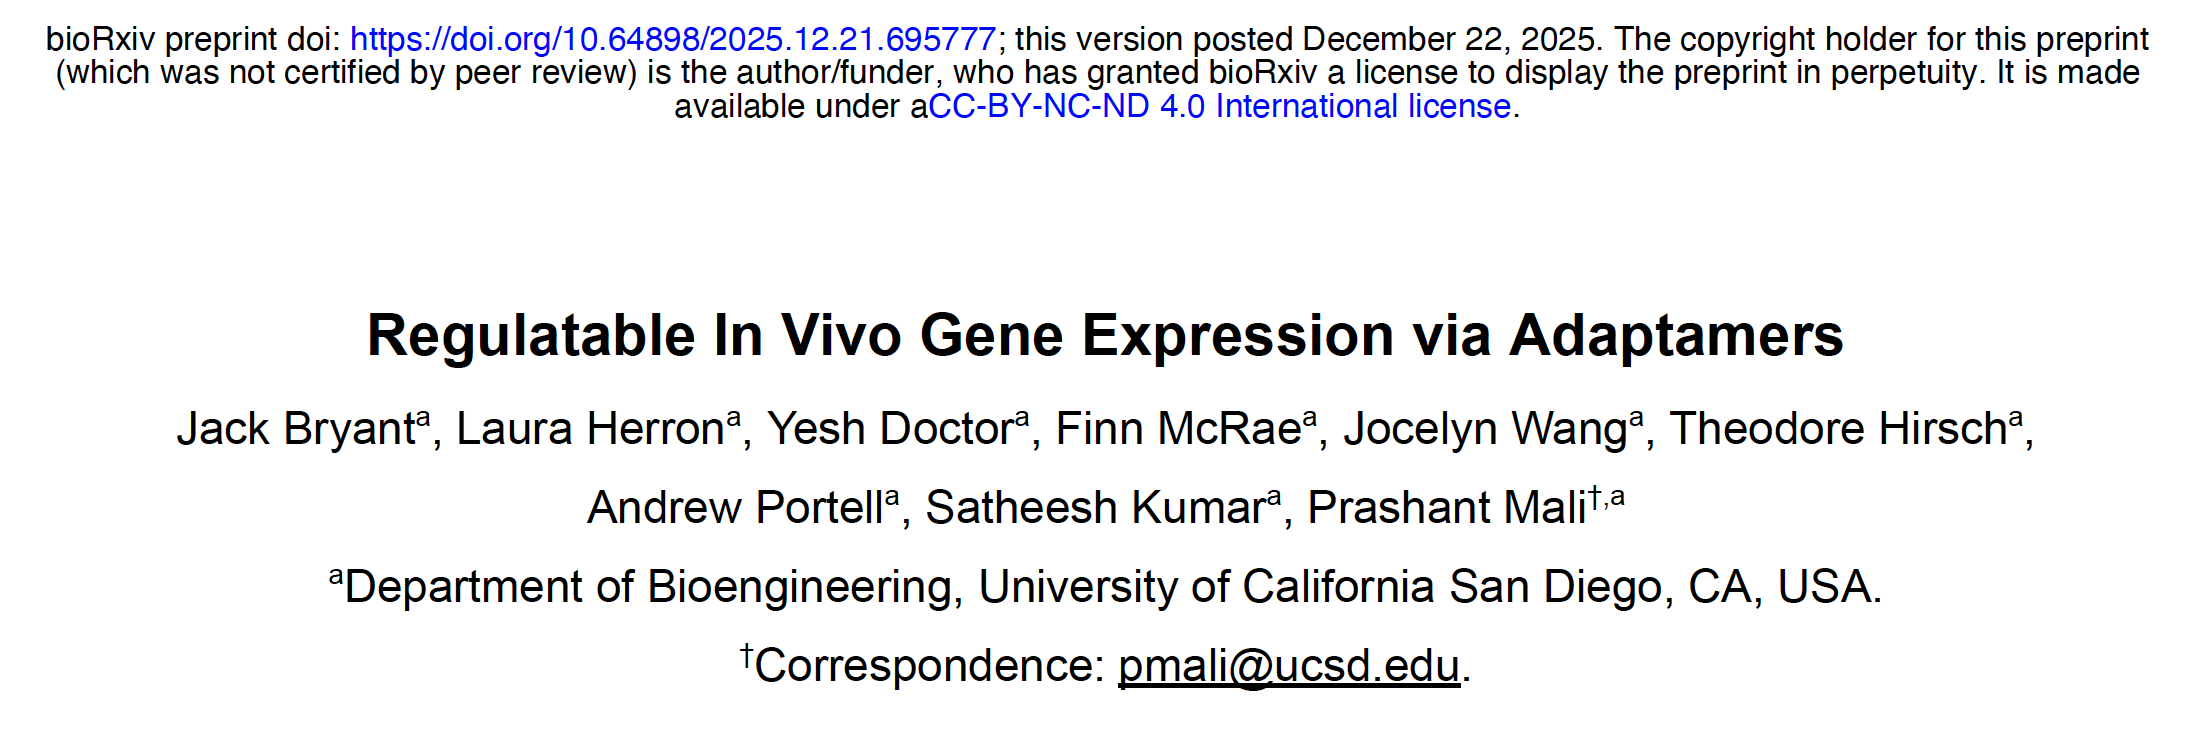 bioRxiv preprint doi: https://doi.org/10.64898/2025.12.21.695777; this version posted December 22, 2025. The copyright holder for this preprint
(which was not certified by peer review) is the author/funder, who has granted bioRxiv a license to display the preprint in perpetuity. It is made
available under aCC-BY-NC-ND 4.0 International license.
Regulatable In Vivo Gene Expression via Adaptamers
Jack Bryantᵃ, Laura Herronᵃ, Yesh Doctorᵃ, Finn McRaeᵃ, Jocelyn Wangᵃ, Theodore Hirschᵃ,
Andrew Portellᵃ, Satheesh Kumarᵃ, Prashant Mali†,ᵃ
ᵃDepartment of Bioengineering, University of California San Diego, CA, USA.
†Correspondence: pmali@ucsd.edu.